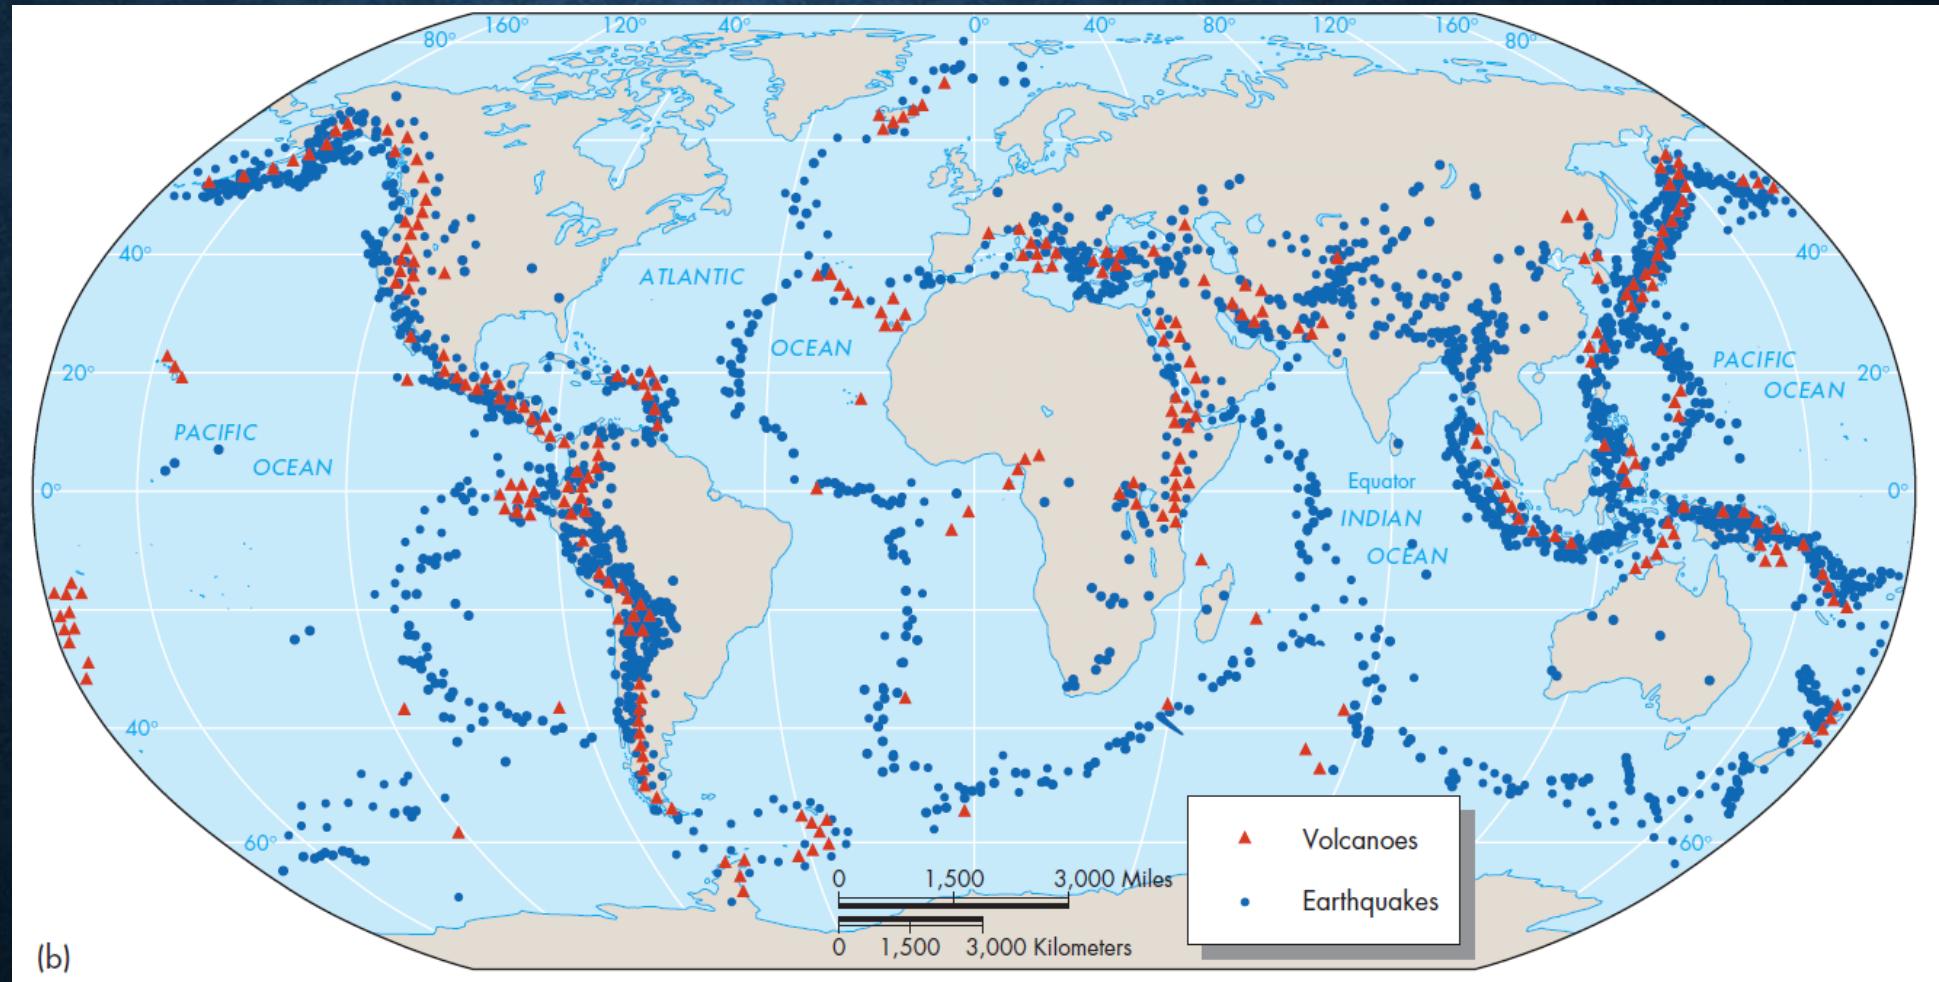 160° 120° 40° 0° 40° 80° 120° 160°
80° 80°
40° 40°
ATLANTIC
OCEAN
PACIFIC
OCEAN
20° 20°
PACIFIC
OCEAN
0° 0°
Equator
INDIAN
OCEAN
40°
60° 60°
Volcanoes
Earthquakes
0 1,500 3,000 Miles
0 1,500 3,000 Kilometers
(b)